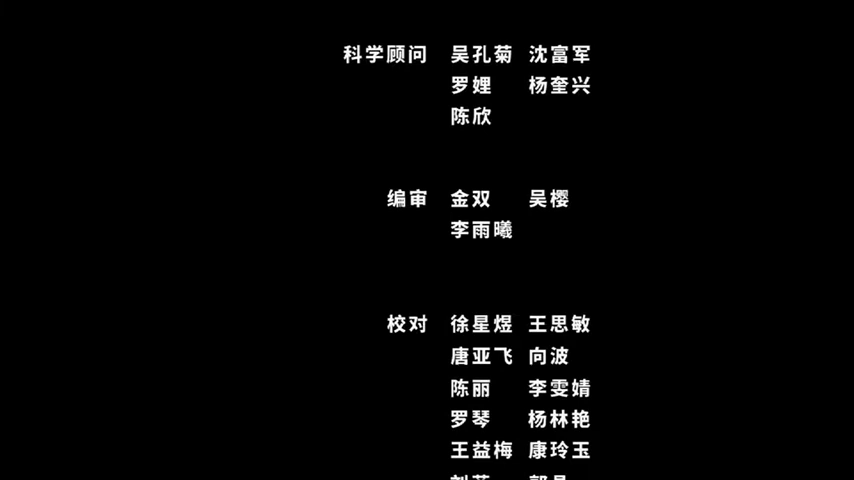 科学顾问 吴孔菊 沈富军
罗娌 杨奎兴
陈欣
编审 金双 吴樱
李雨曦
校对 徐星煜 王思敏
唐亚飞 向波
陈丽 李雯婧
罗琴 杨林艳
王益梅 康玲玉